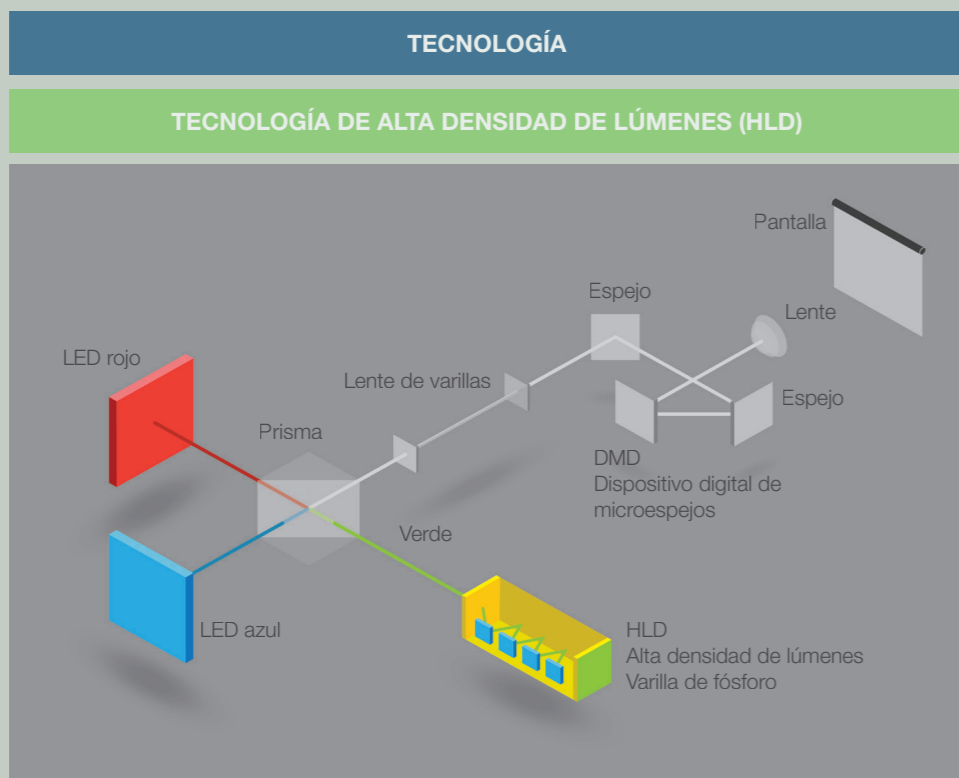 TECNOLOGÍA
TECNOLOGÍA DE ALTA DENSIDAD DE LÚMENES (HLD)
Pantalla
Espejo
Lente
LED rojo
Lente de varillas
Espejo
Prisma
DMD
Dispositivo digital de
microespejos
Verde
LED azul
HLD
Alta densidad de lúmenes
Varilla de fósforo